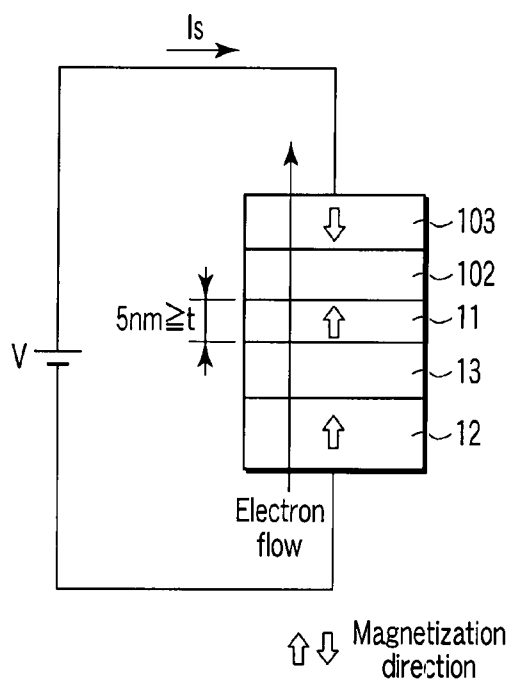 Is
103
102
5nm≧t
11
V
13
12
Electron
flow
Magnetization
direction